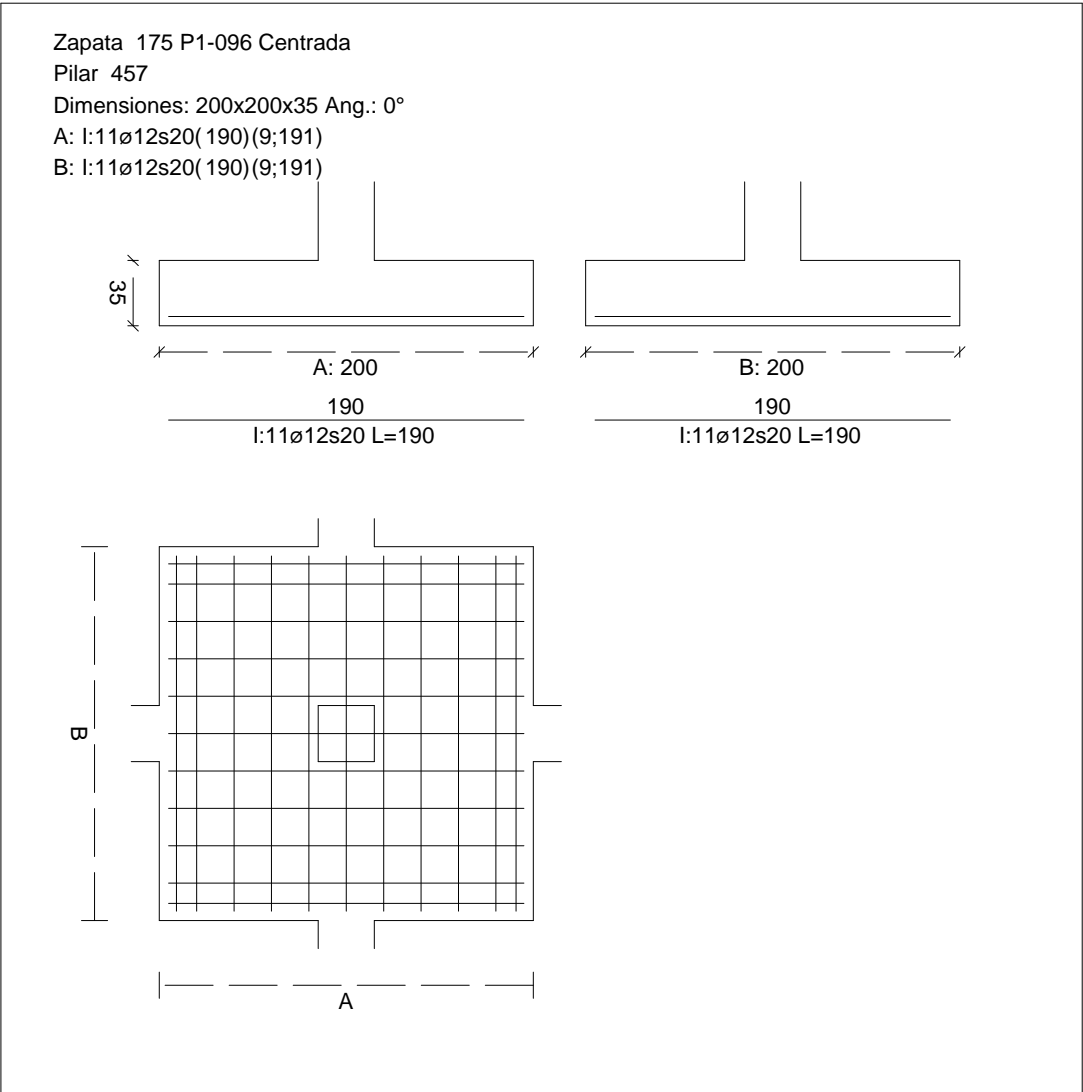 Zapata 175 P1-096 Centrada
Pilar 457
Dimensiones: 200x200x35 Ang.: 0°
A: I:11ø12s20(190)(9;191)
B: I:11ø12s20(190)(9;191)
35
A: 200
B: 200
190
190
I:11ø12s20 L=190
I:11ø12s20 L=190
B
A